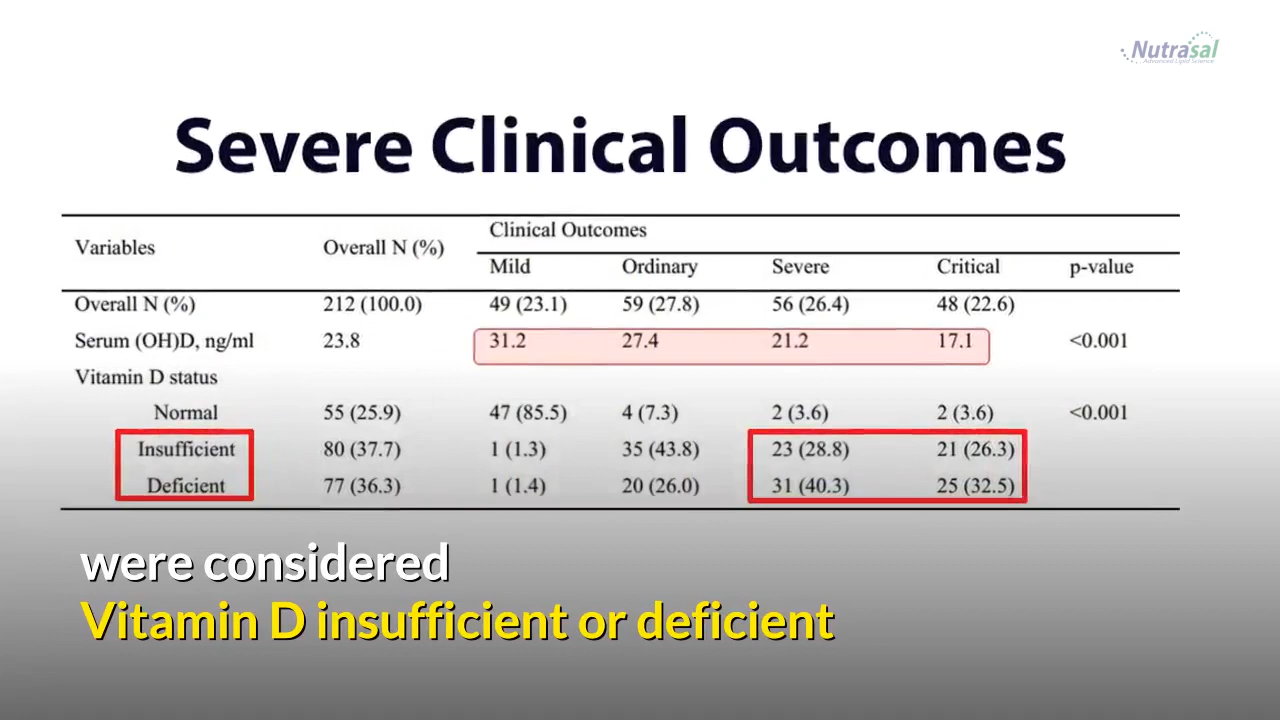 Nutrasal
Advanced Lipid Science
Severe Clinical Outcomes
Variables Overall N (%) Clinical Outcomes
Mild Ordinary Severe Critical p-value
Overall N (%) 212 (100.0) 49 (23.1) 59 (27.8) 56 (26.4) 48 (22.6)
Serum (OH)D, ng/ml 23.8 31.2 27.4 21.2 17.1 <0.001
Vitamin D status
Normal 55 (25.9) 47 (85.5) 4 (7.3) 2 (3.6) 2 (3.6) <0.001
Insufficient 80 (37.7) 1 (1.3) 35 (43.8) 23 (28.8) 21 (26.3)
Deficient 77 (36.3) 1 (1.4) 20 (26.0) 31 (40.3) 25 (32.5)
were considered
Vitamin D insufficient or deficient